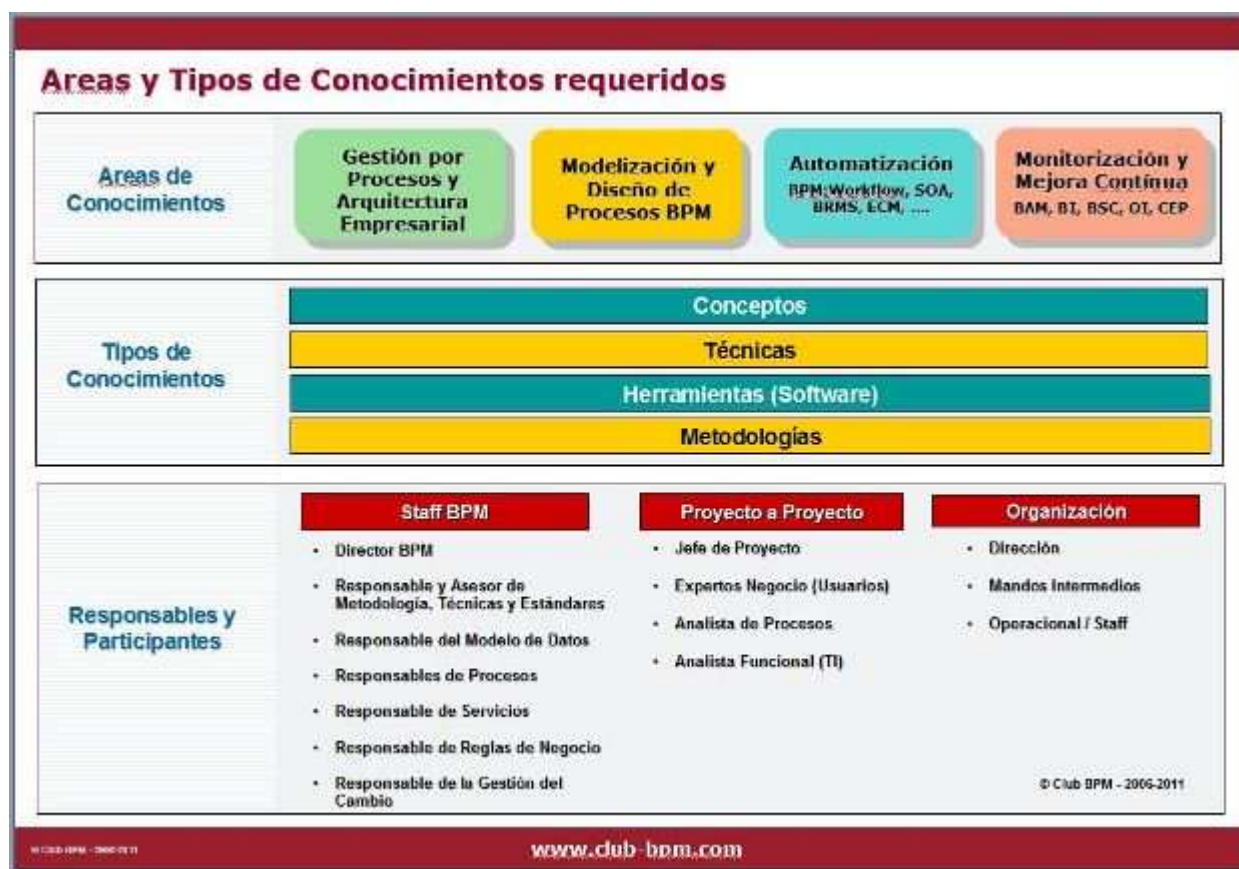 Areas y Tipos de Conocimientos requeridos
Areas de
Conocimientos
Gestión por
Procesos y
Arquitectura
Empresarial
Modelización y
Diseño de
Procesos BPM
Automatización
BPM:Workflow, SOA,
BRMS, ECM, ....
Monitorización y
Mejora Contínua
BAM, BI, BSC, OI, CEP
Tipos de
Conocimientos
Conceptos
Técnicas
Herramientas (Software)
Metodologías
Responsables y
Participantes
Staff BPM
• Director BPM
• Responsable y Asesor de
Metodología, Técnicas y Estándares
• Responsable del Modelo de Datos
• Responsables de Procesos
• Responsable de Servicios
• Responsable de Reglas de Negocio
• Responsable de la Gestión del
Cambio
Proyecto a Proyecto
• Jefe de Proyecto
• Expertos Negocio (Usuarios)
• Analista de Procesos
• Analista Funcional (TI)
Organización
• Dirección
• Mandos Intermedios
• Operacional / Staff
© Club BPM - 2006-2011
© Club BPM - 2006-2011
www.club-bpm.com